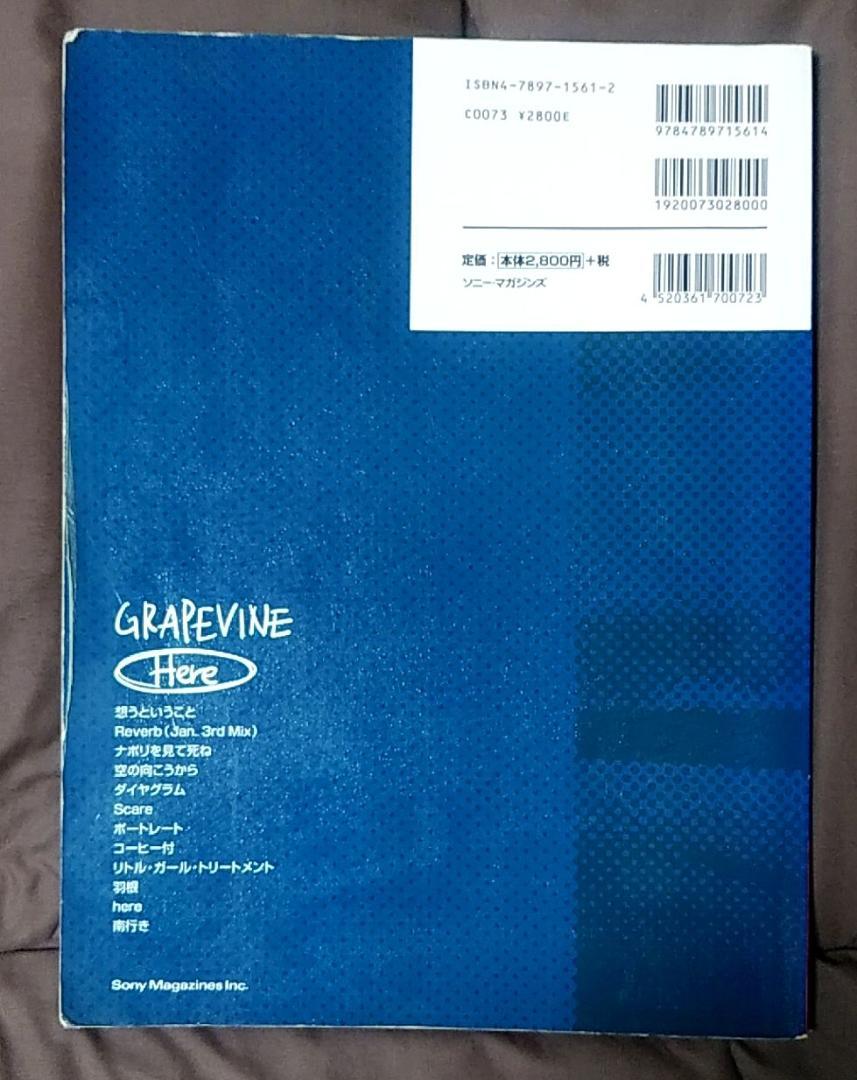 ISBN4-7897-1561-2
C0073 ¥2800E
9784789715614
1920073028000
定価：本体2,800円+税
ソニー・マガジンズ
4 520361 700723
GRAPEVINE
Here
想うということ
Reverb(Jan. 3rd Mix)
ナポリを見て死ね
空の向こうから
ダイヤグラム
Scare
ポートレート
コーヒー付
リトル・ガール・トリートメント
羽根
here
南行き
Sony Magazines Inc.